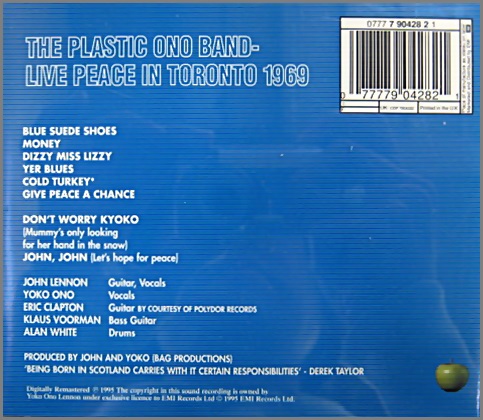 0777 7 90428 2 1
THE PLASTIC ONO BAND-
LIVE PEACE IN TORONTO 1969
0 77779 04282 1
Printed in the U.K.
BLUE SUEDE SHOES
MONEY
DIZZY MISS LIZZY
YER BLUES
COLD TURKEY*
GIVE PEACE A CHANCE
DON'T WORRY KYOKO
(Mummy's only looking
for her hand in the snow)
JOHN, JOHN (Let's hope for peace)
JOHN LENNON Guitar, Vocals
YOKO ONO Vocals
ERIC CLAPTON Guitar BY COURTESY OF POLYDOR RECORDS
KLAUS VOORMAN Bass Guitar
ALAN WHITE Drums
PRODUCED BY JOHN AND YOKO (BAG PRODUCTIONS)
'BEING BORN IN SCOTLAND CARRIES WITH IT CERTAIN RESPONSIBILITIES' - DEREK TAYLOR
Digitally Remastered ℗ 1995 The copyright in this sound recording is owned by
Yoko Ono Lennon under exclusive licence to EMI Records Ltd © 1995 EMI Records Ltd.